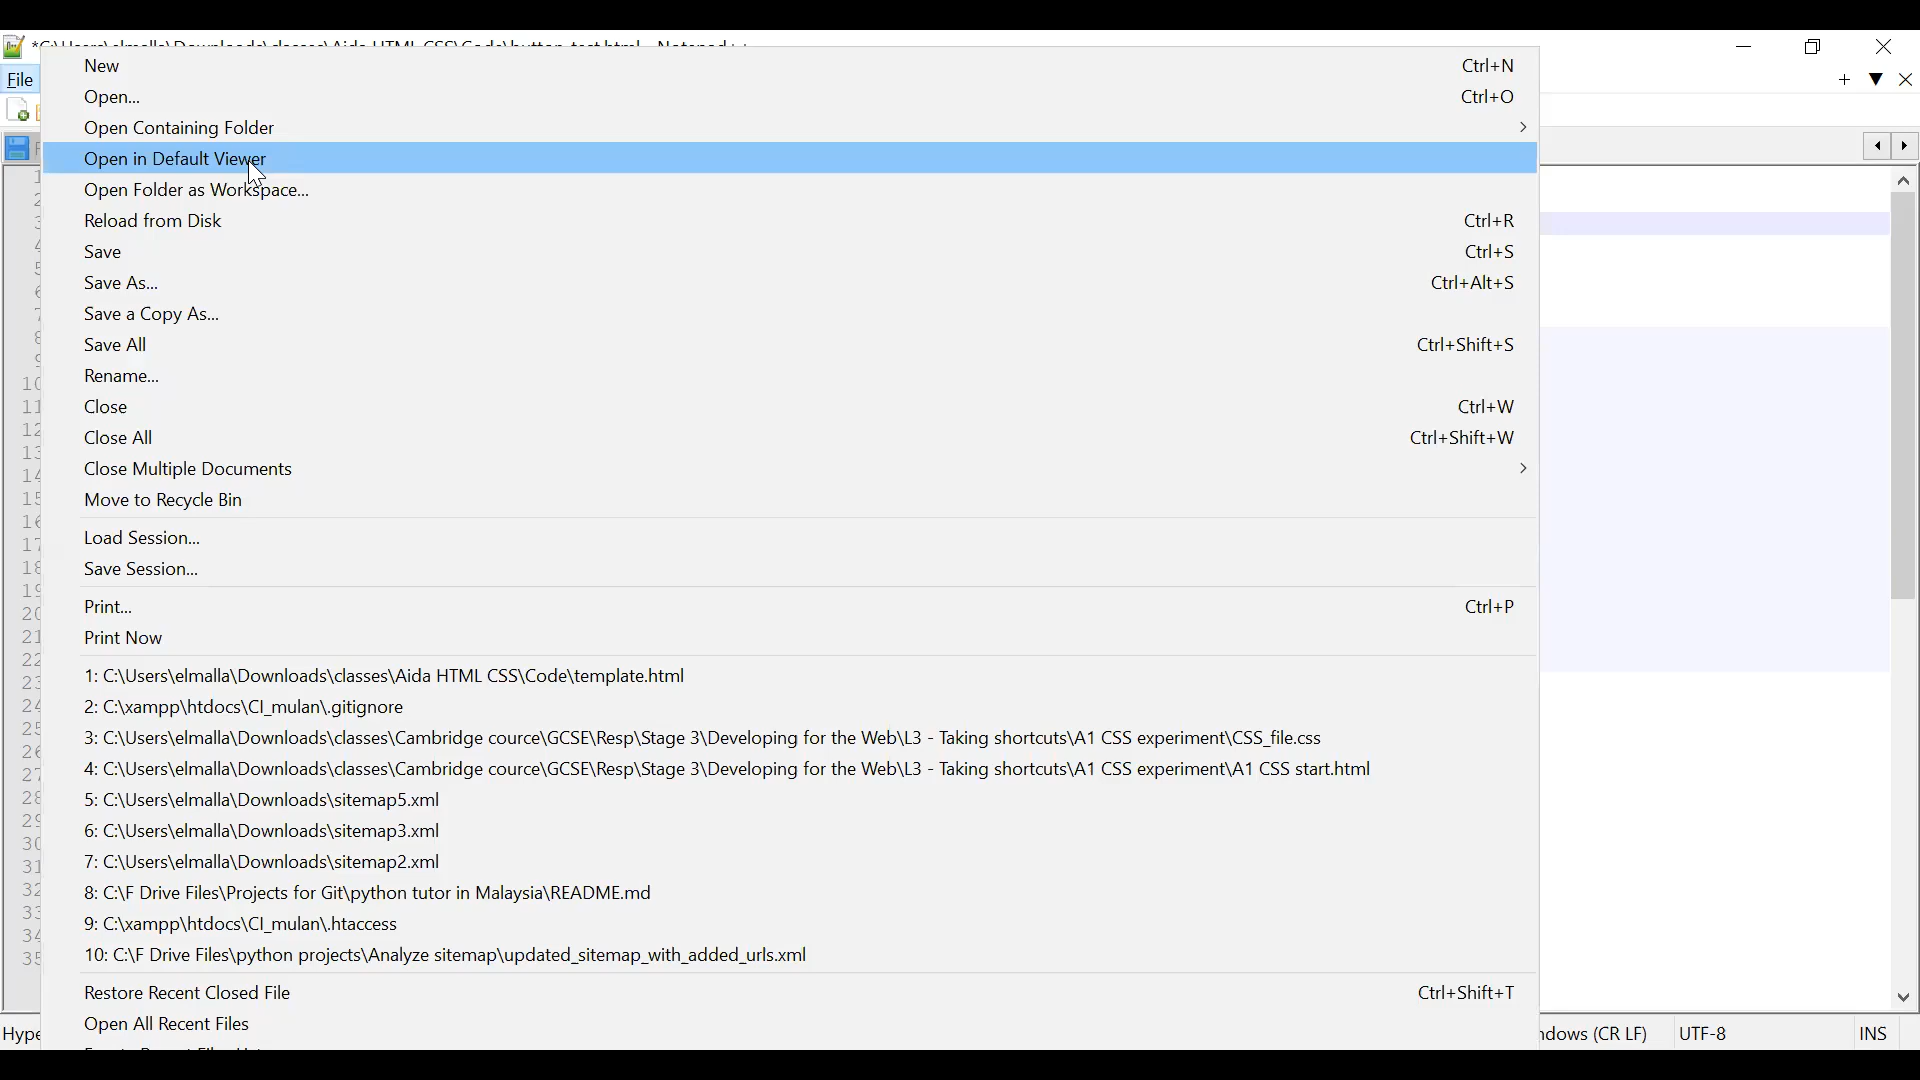 File
New Ctrl+N
Open... Ctrl+O
Open Containing Folder
Open in Default Viewer
Open Folder as Workspace...
Reload from Disk Ctrl+R
Save Ctrl+S
Save As... Ctrl+Alt+S
Save a Copy As...
Save All Ctrl+Shift+S
Rename...
Close Ctrl+W
Close All Ctrl+Shift+W
Close Multiple Documents
Move to Recycle Bin
Load Session...
Save Session...
Print... Ctrl+P
Print Now
1: C:\Users\elmalla\Downloads\classes\Aida HTML CSS\Code\template.html
2: C:\xampp\htdocs\CI_mulan\.gitignore
3: C:\Users\elmalla\Downloads\classes\Cambridge cource\GCSE\Resp\Stage 3\Developing for the Web\L3 - Taking shortcuts\A1 CSS experiment\CSS_file.css
4: C:\Users\elmalla\Downloads\classes\Cambridge cource\GCSE\Resp\Stage 3\Developing for the Web\L3 - Taking shortcuts\A1 CSS experiment\A1 CSS start.html
5: C:\Users\elmalla\Downloads\sitemap5.xml
6: C:\Users\elmalla\Downloads\sitemap3.xml
7: C:\Users\elmalla\Downloads\sitemap2.xml
8: C:\F Drive Files\Projects for Git\python tutor in Malaysia\README.md
9: C:\xampp\htdocs\CI_mulan\.htaccess
10: C:\F Drive Files\python projects\Analyze sitemap\updated_sitemap_with_added_urls.xml
Restore Recent Closed File Ctrl+Shift+T
Open All Recent Files
(CR LF) UTF-8 INS